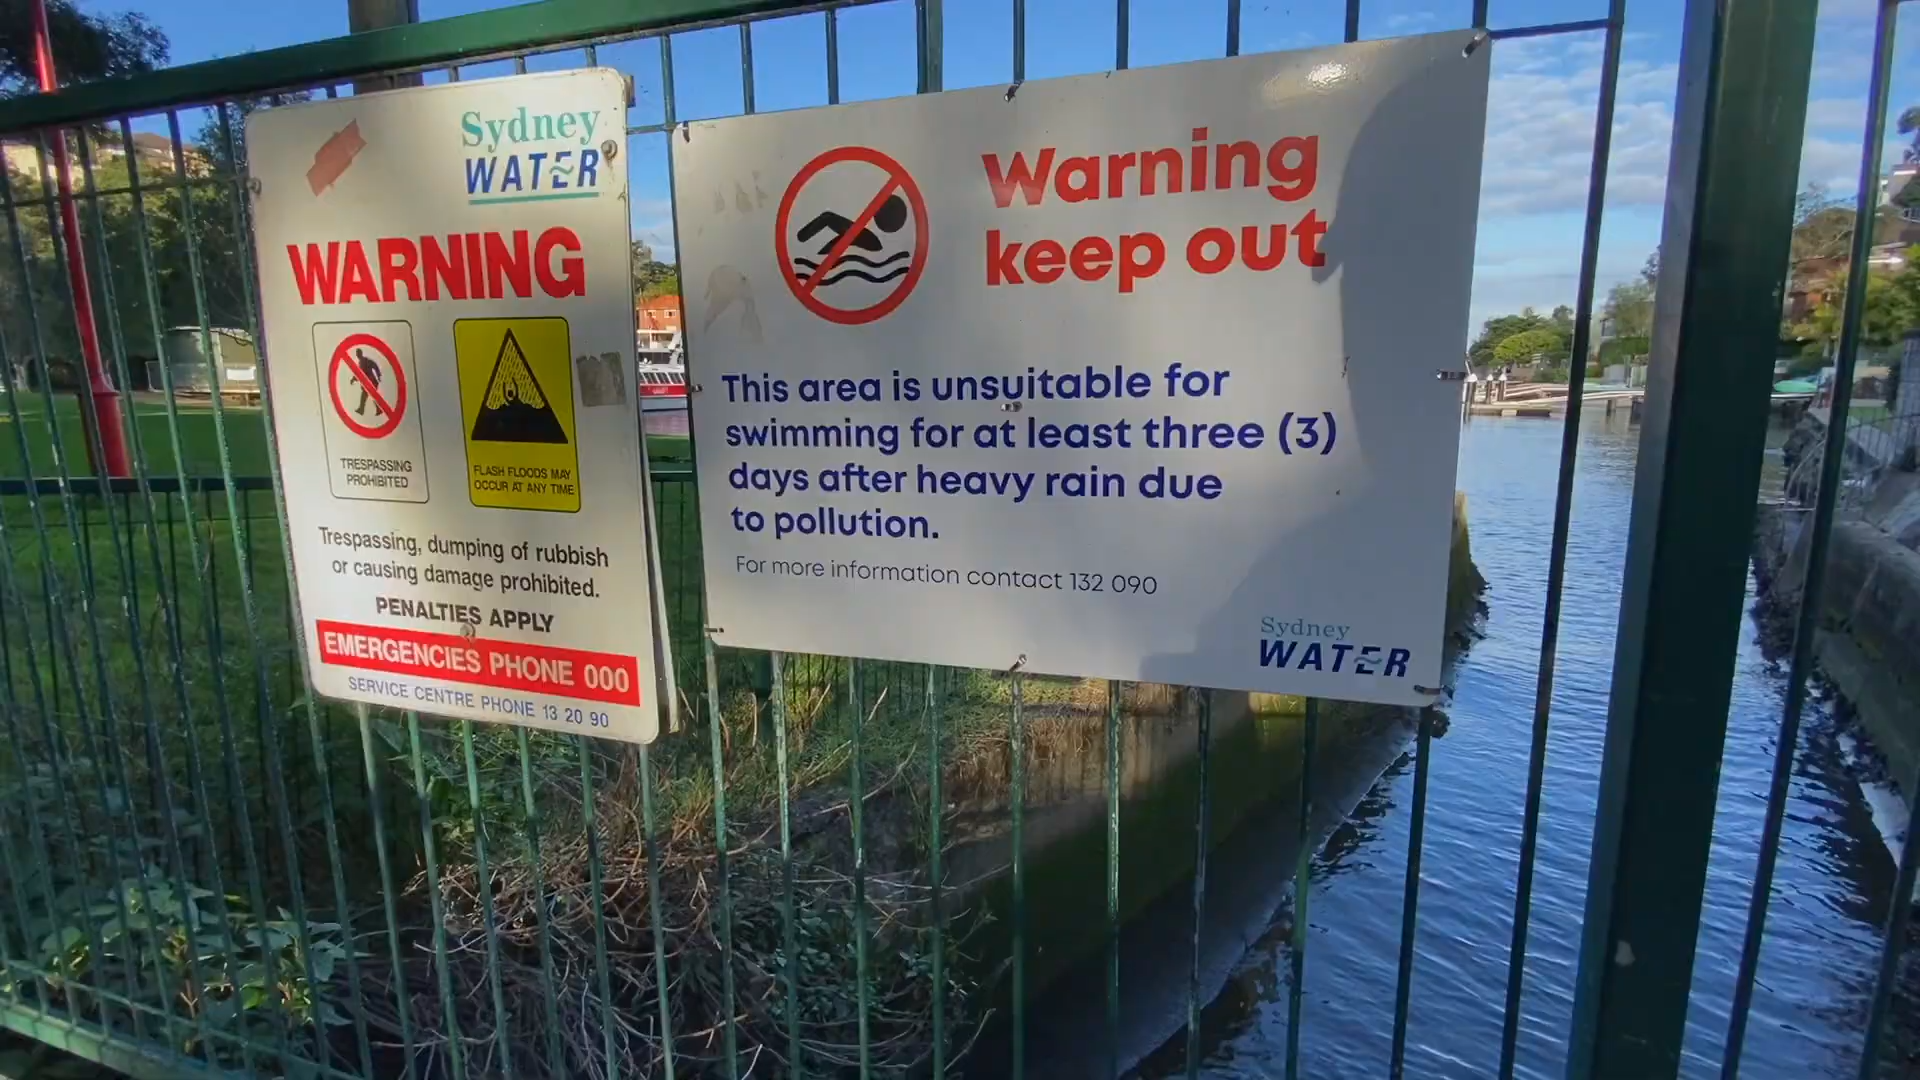 Sydney
WATER
WARNING
TRESPASSING
PROHIBITED
FLASH FLOODS MAY
OCCUR AT ANY TIME
Trespassing, dumping of rubbish
or causing damage prohibited.
PENALTIES APPLY
EMERGENCIES PHONE 000
SERVICE CENTRE PHONE 13 20 90
Warning
keep out
This area is unsuitable for
swimming for at least three (3)
days after heavy rain due
to pollution.
For more information contact 132 090
Sydney
WATER